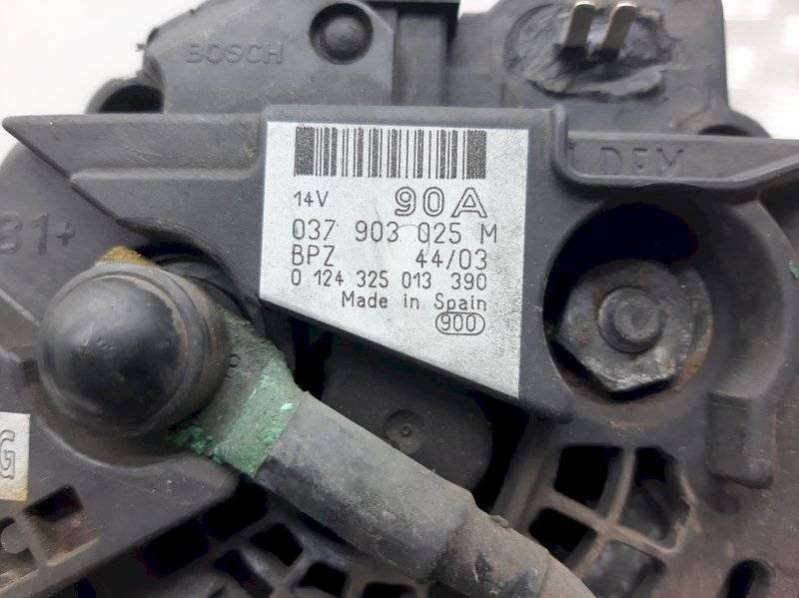 BOSCH
DFM
14V 90A
B1+
037 903 025 M
BPZ 44/03
0 124 325 013 390
Made in Spain
900
G